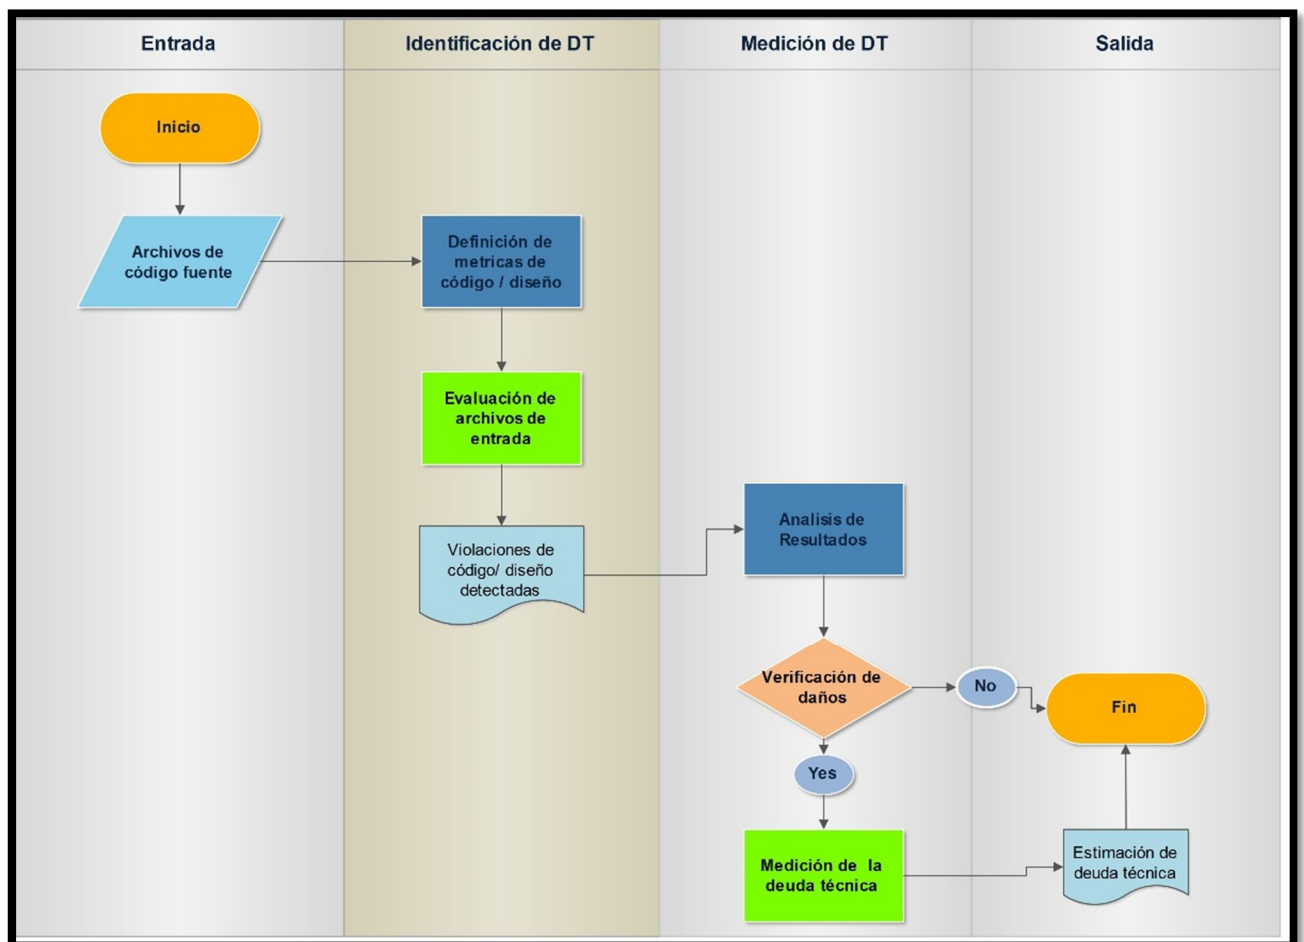 Entrada
Identificación de DT
Medición de DT
Salida
Inicio
Archivos de
código fuente
Definición de
metricas de
código / diseño
Evaluación de
archivos de
entrada
Violaciones de
código/ diseño
detectadas
Analisis de
Resultados
Verificación de
daños
No
Fin
Yes
Medición de la
deuda técnica
Estimación de
deuda técnica